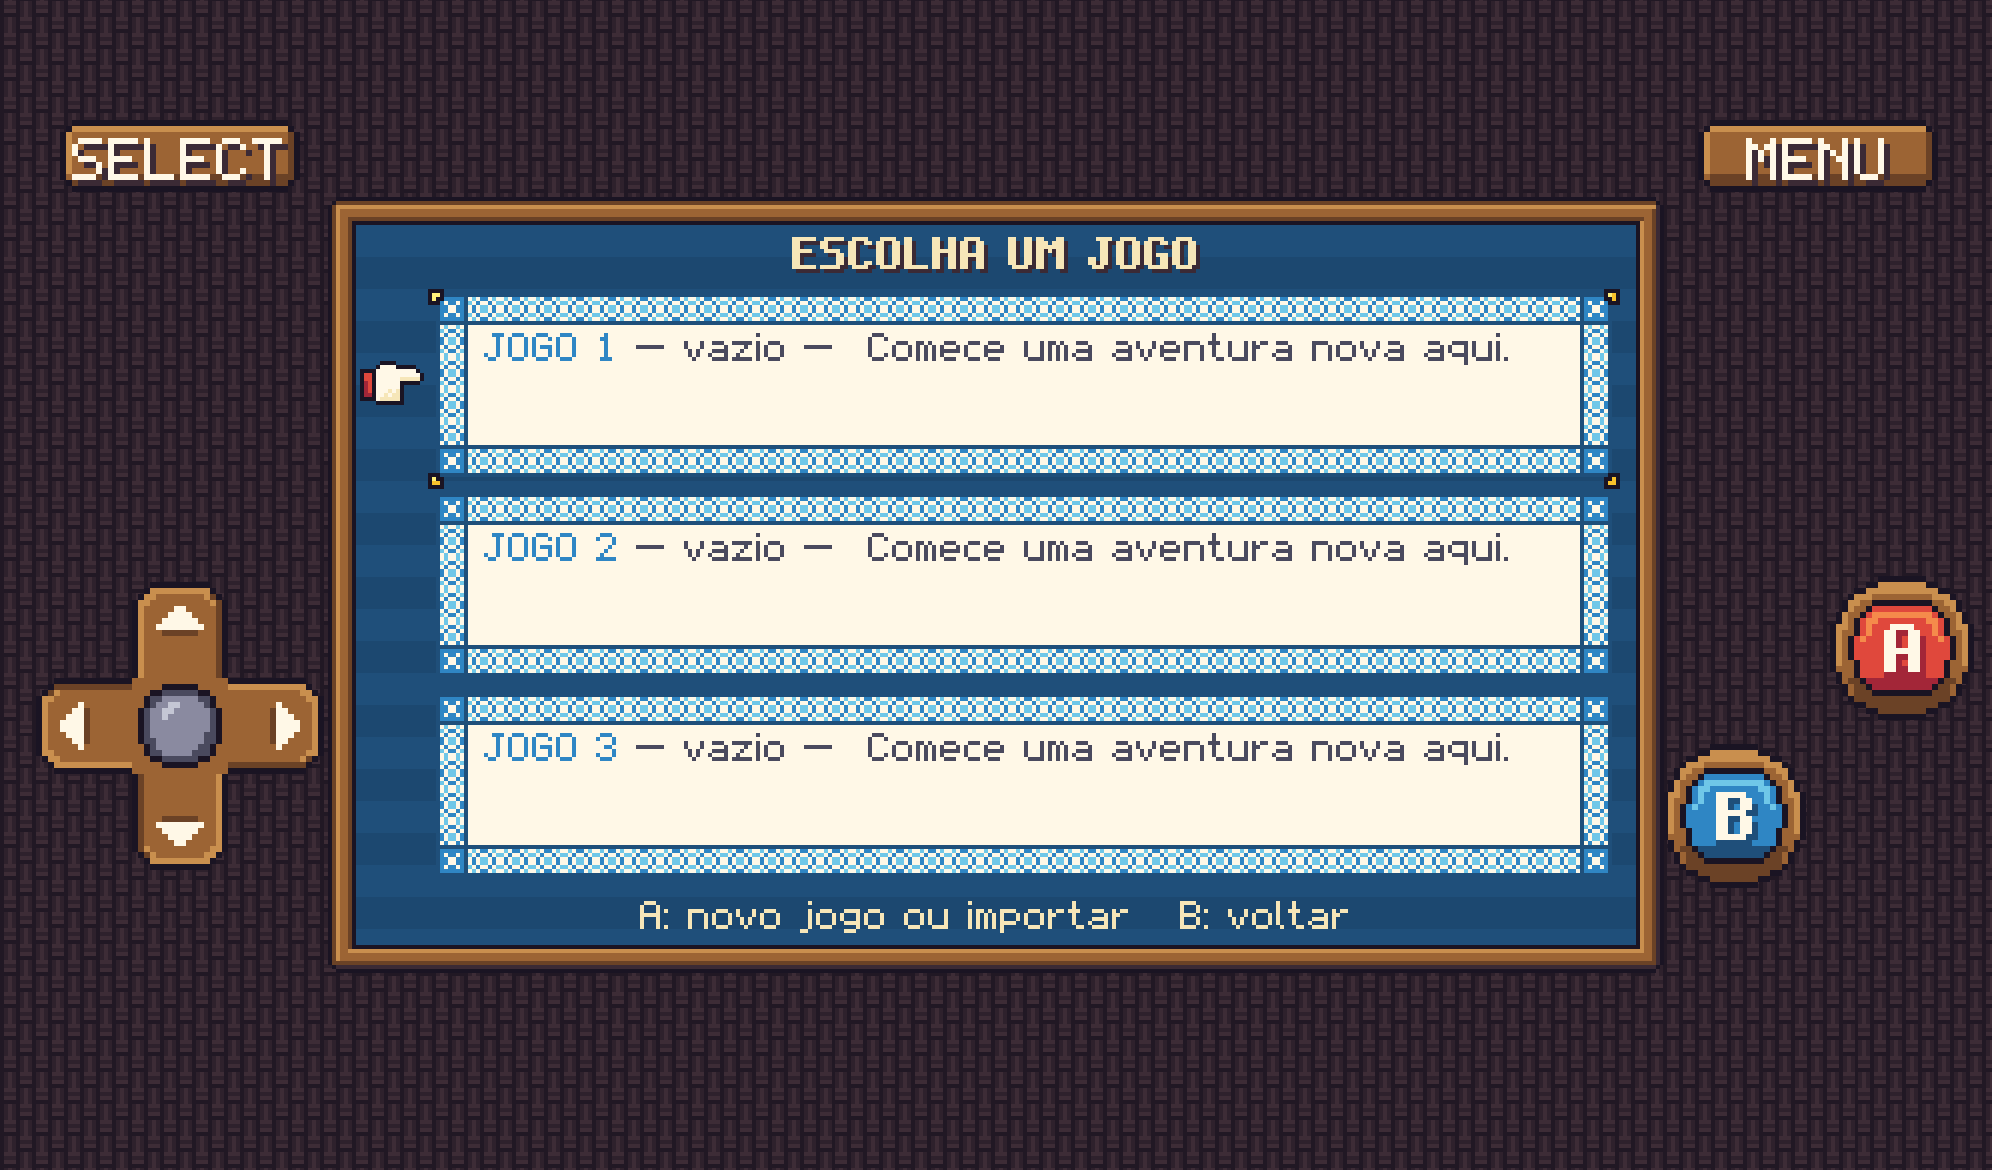 SELECT
MENU
ESCOLHA UM JOGO
JOGO 1 — vazio — Comece uma aventura nova aqui.
JOGO 2 — vazio — Comece uma aventura nova aqui.
JOGO 3 — vazio — Comece uma aventura nova aqui.
A
B
A: novo jogo ou importar B: voltar